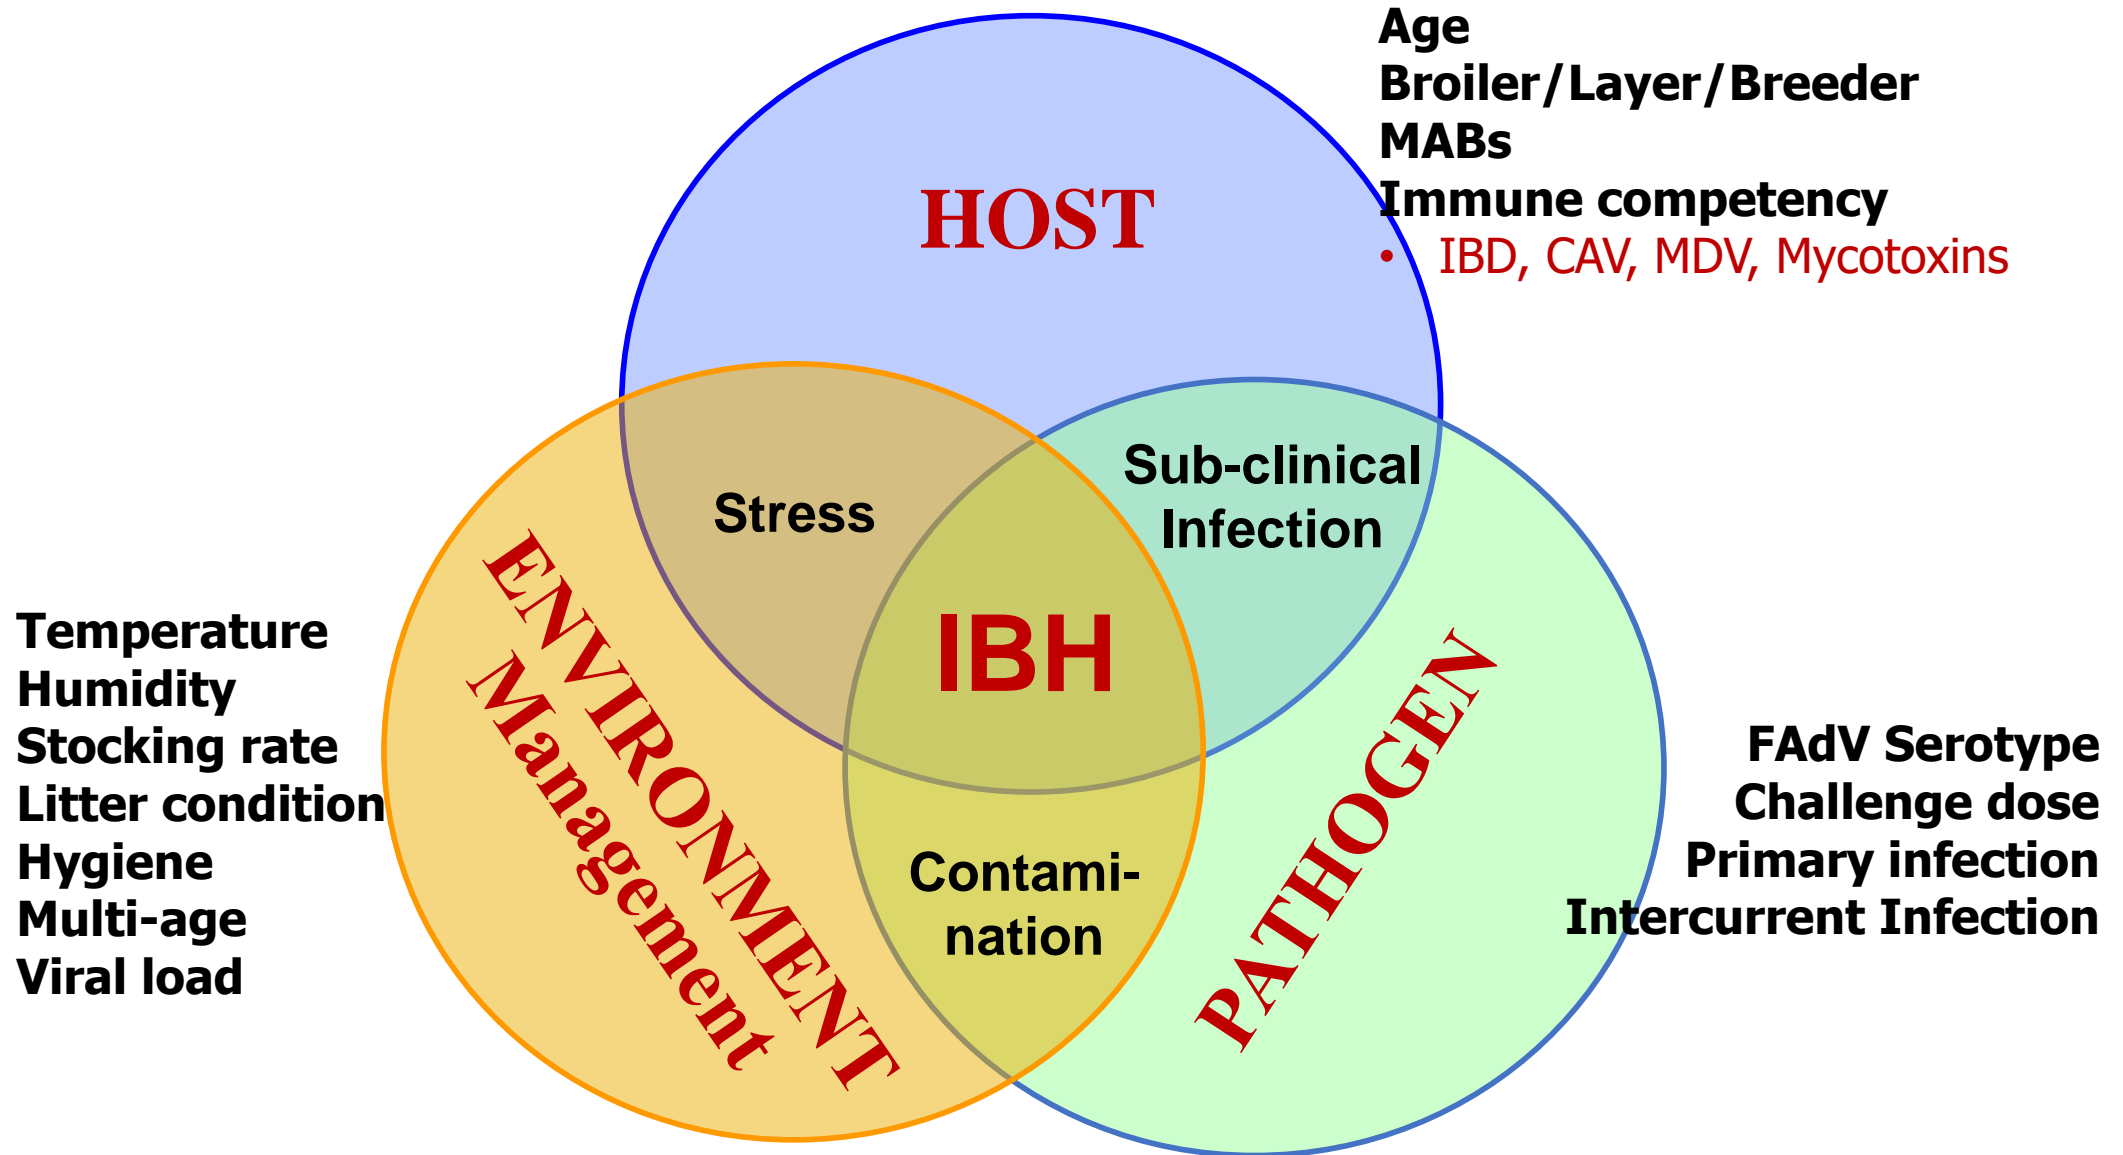 Age
Broiler/Layer/Breeder
MABs
Immune competency
• IBD, CAV, MDV, Mycotoxins
HOST
Stress
Sub-clinical
Infection
IBH
ENVIRONMENT
Management
PATHOGEN
Contami-
nation
Temperature
Humidity
Stocking rate
Litter condition
Hygiene
Multi-age
Viral load
FAdV Serotype
Challenge dose
Primary infection
Intercurrent Infection